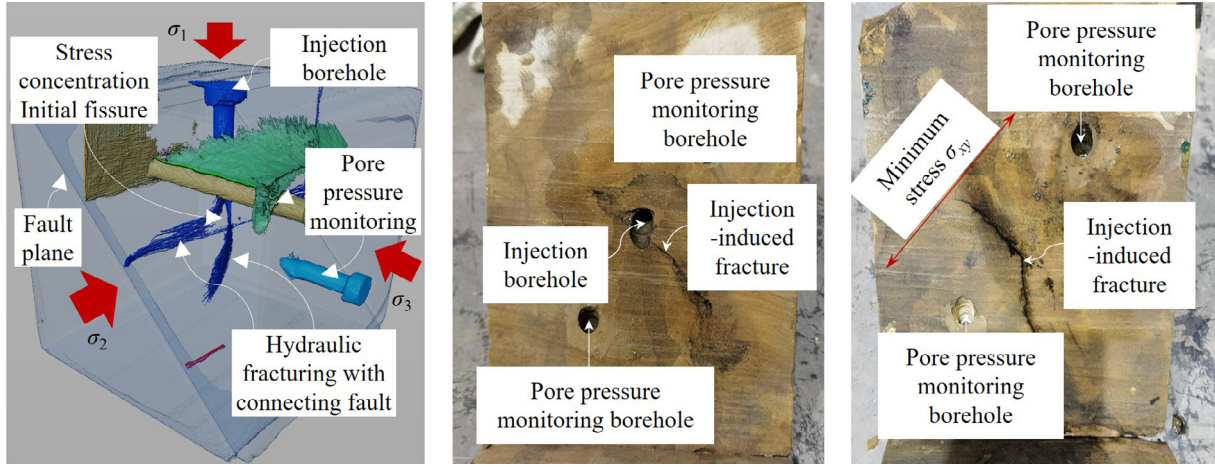 σ1
Injection
borehole
Stress
concentration
Initial fissure
Pore
pressure
monitoring
Fault
plane
σ2
σ3
Hydraulic
fracturing with
connecting fault
Pore pressure
monitoring
borehole
Injection
borehole
Injection
-induced
fracture
Pore pressure
monitoring borehole
Pore pressure
monitoring
borehole
Minimum
stress σxy
Injection
-induced
fracture
Pore pressure
monitoring
borehole